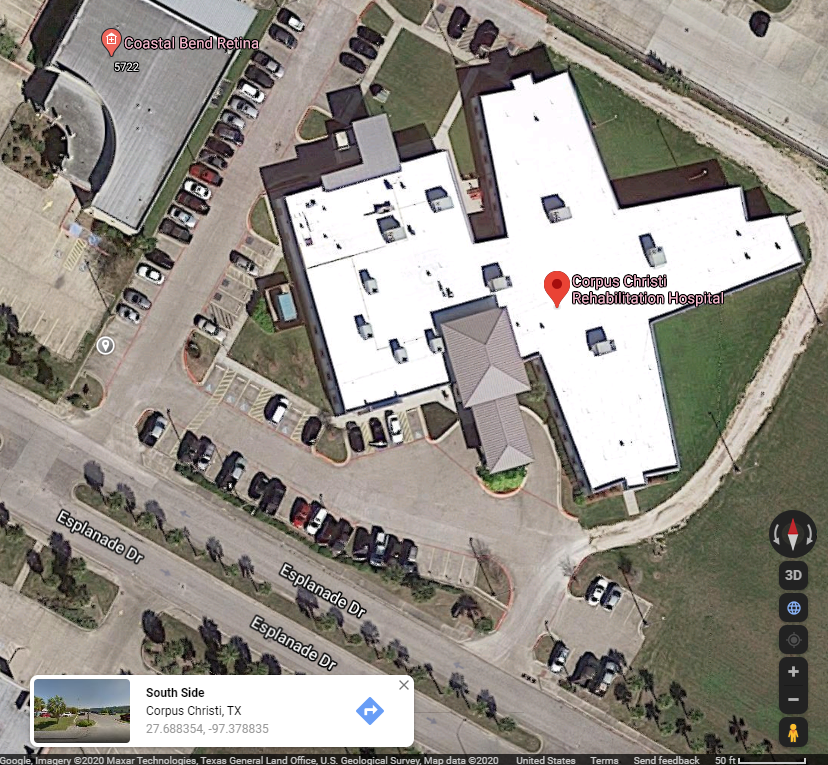 Coastal Bend Retina
5722
Corpus Christi
Rehabilitation Hospital
Esplanade Dr
Esplanade Dr
Esplanade Dr
3D
South Side
Corpus Christi, TX
27.688354, -97.378835
Google, Imagery ©2020 Maxar Technologies, Texas General Land Office, U.S. Geological Survey, Map data ©2020 United States Terms Send feedback 50 ft